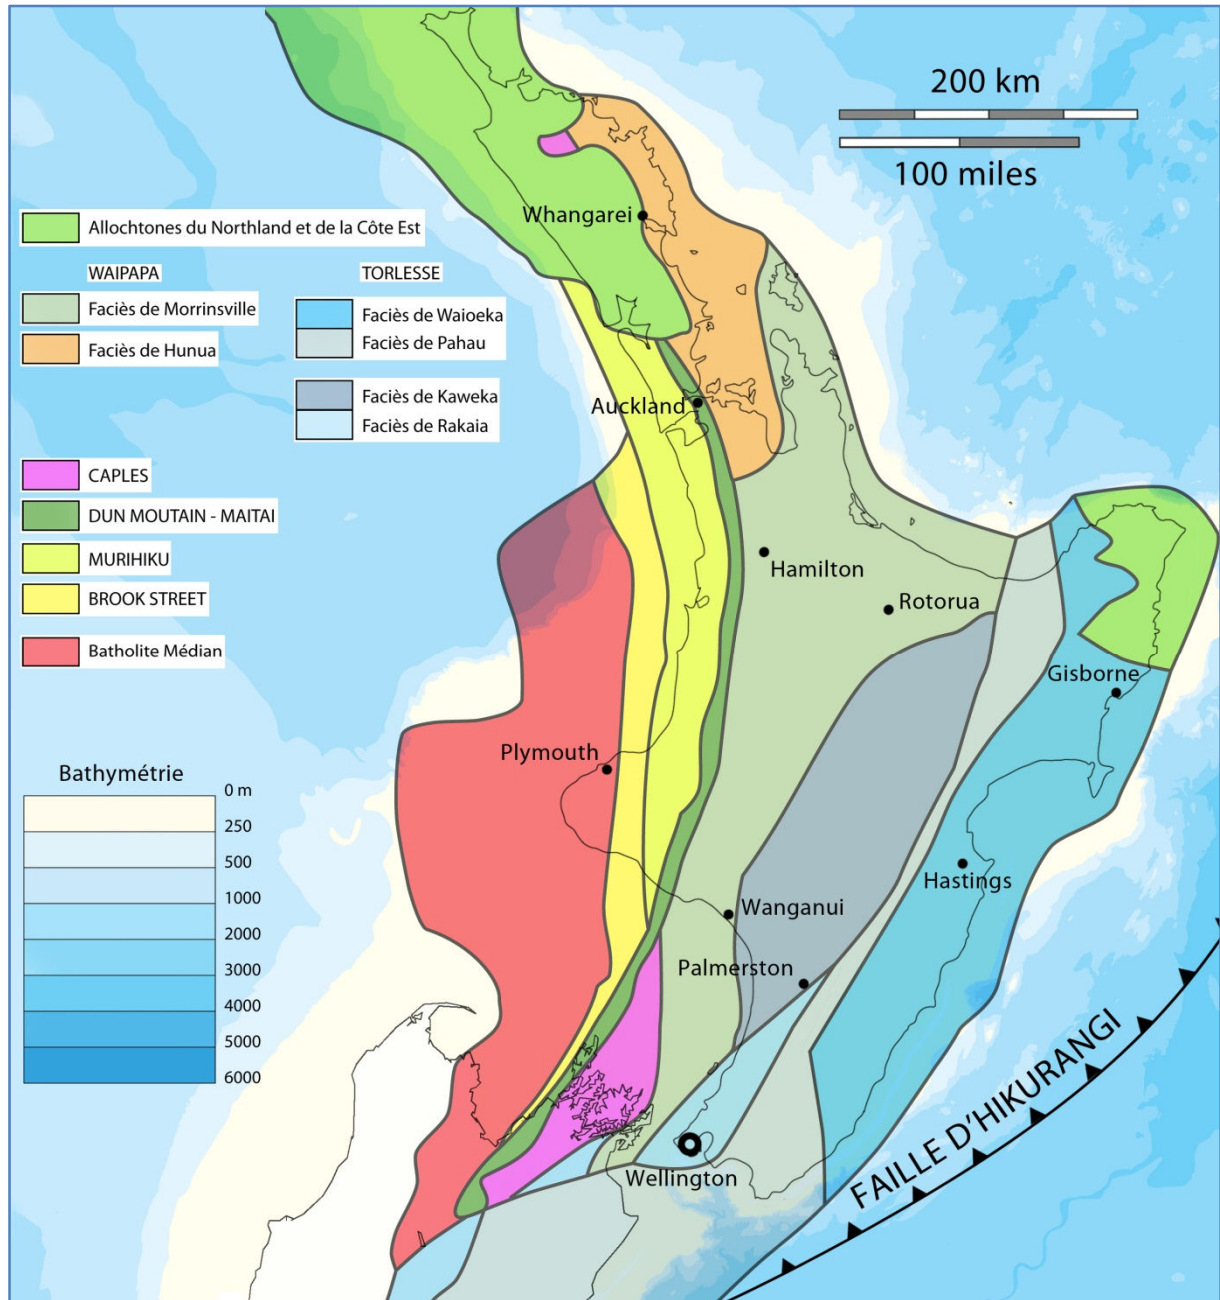 200 km
100 miles
Whangarei
Allochtones du Northland et de la Côte Est
WAIPAPA
TORLESSE
Faciès de Morrinsville
Faciès de Hunua
Faciès de Waioeka
Faciès de Pahau
Faciès de Kaweka
Faciès de Rakaia
Auckland
CAPLES
DUN MOUTAIN - MAITAI
MURIHIKU
BROOK STREET
Batholite Médian
Hamilton
Rotorua
Gisborne
Plymouth
Bathymétrie
0 m
250
500
1000
2000
3000
4000
5000
6000
Hastings
Wanganui
Palmerston
Wellington
FAILLE D'HIKURANGI